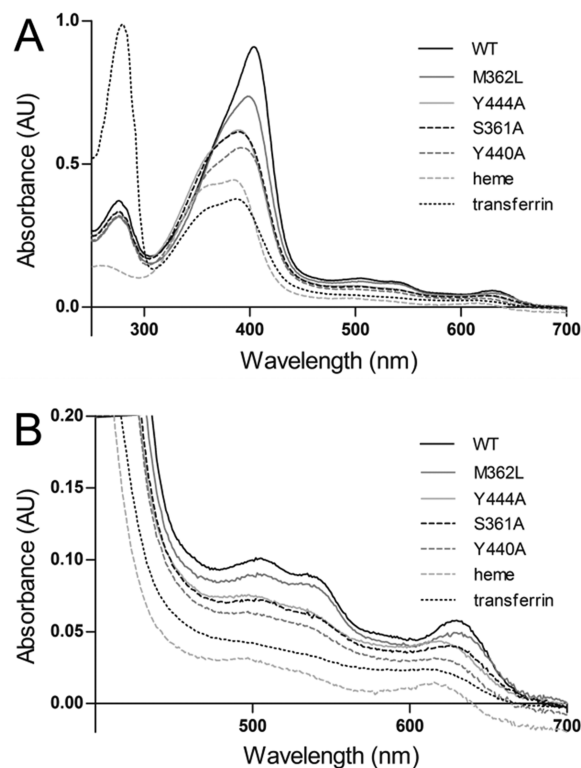 A
1.0
0.5
0.0
Absorbance (AU)
WT
M362L
Y444A
S361A
Y440A
heme
transferrin
300 400 500 600 700
Wavelength (nm)
B
0.20
0.15
0.10
0.05
0.00
Absorbance (AU)
WT
M362L
Y444A
S361A
Y440A
heme
transferrin
500 600 700
Wavelength (nm)